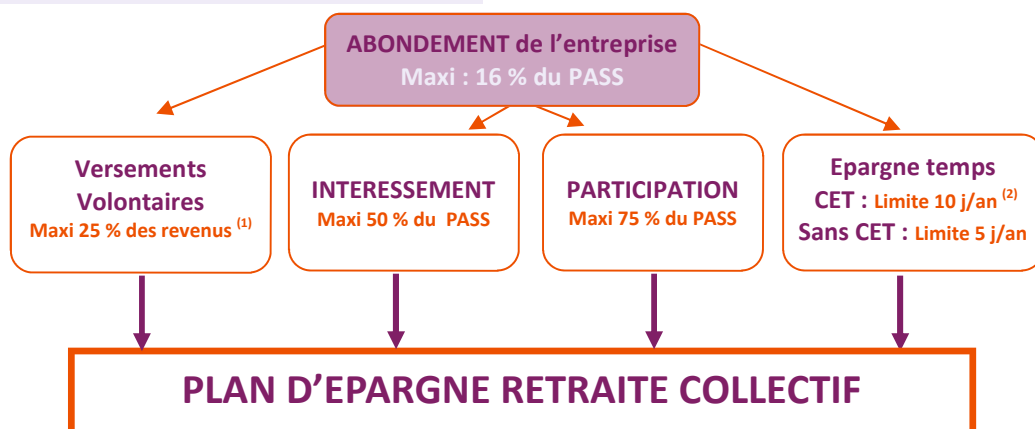 ABONDEMENT de l’entreprise
Maxi : 16 % du PASS
Versements
Volontaires
Maxi 25 % des revenus (1)
INTERESSEMENT
Maxi 50 % du PASS
PARTICIPATION
Maxi 75 % du PASS
Epargne temps
CET : Limite 10 j/an (2)
Sans CET : Limite 5 j/an
PLAN D’EPARGNE RETRAITE COLLECTIF